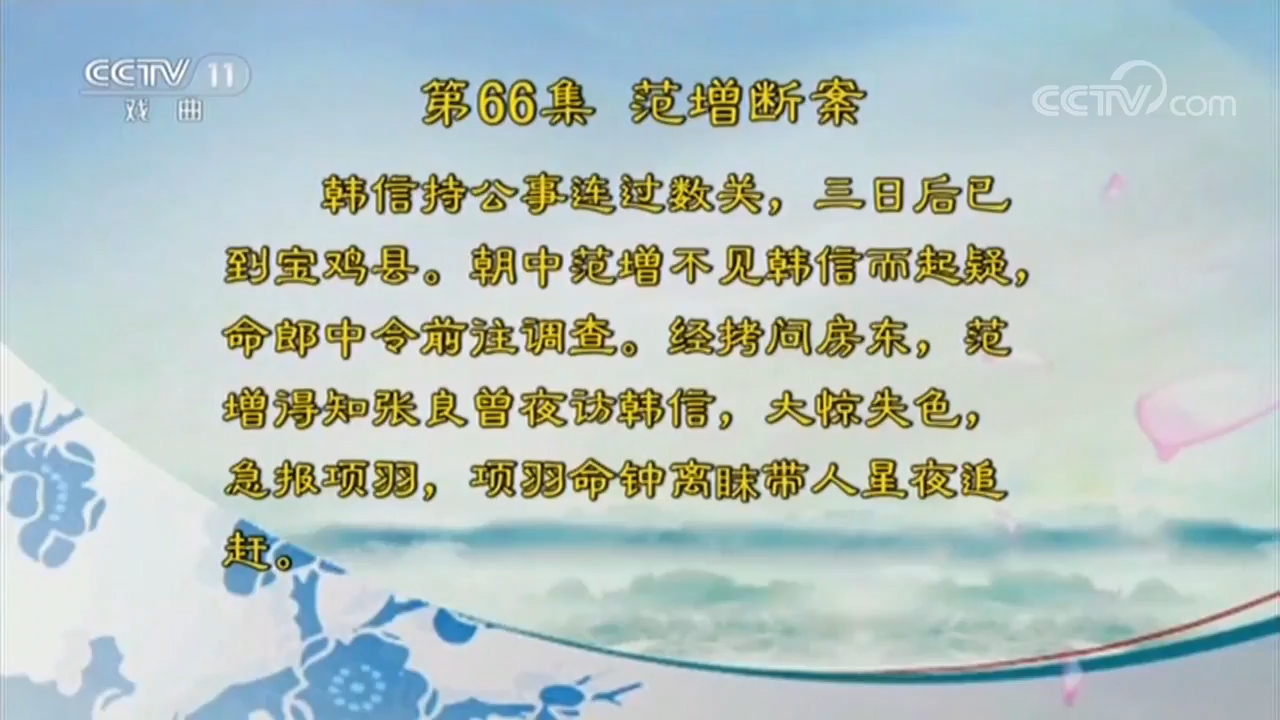 CCTV 11
戏曲
CCTV.com
第66集 范增断案
韩信持公事连过数关，三日后已
到宝鸡县。朝中范增不见韩信而起疑，
命郎中令前往调查。经拷问房东，范
增得知张良曾夜访韩信，大惊失色，
急报项羽，项羽命钟离眛带人星夜追
赶。